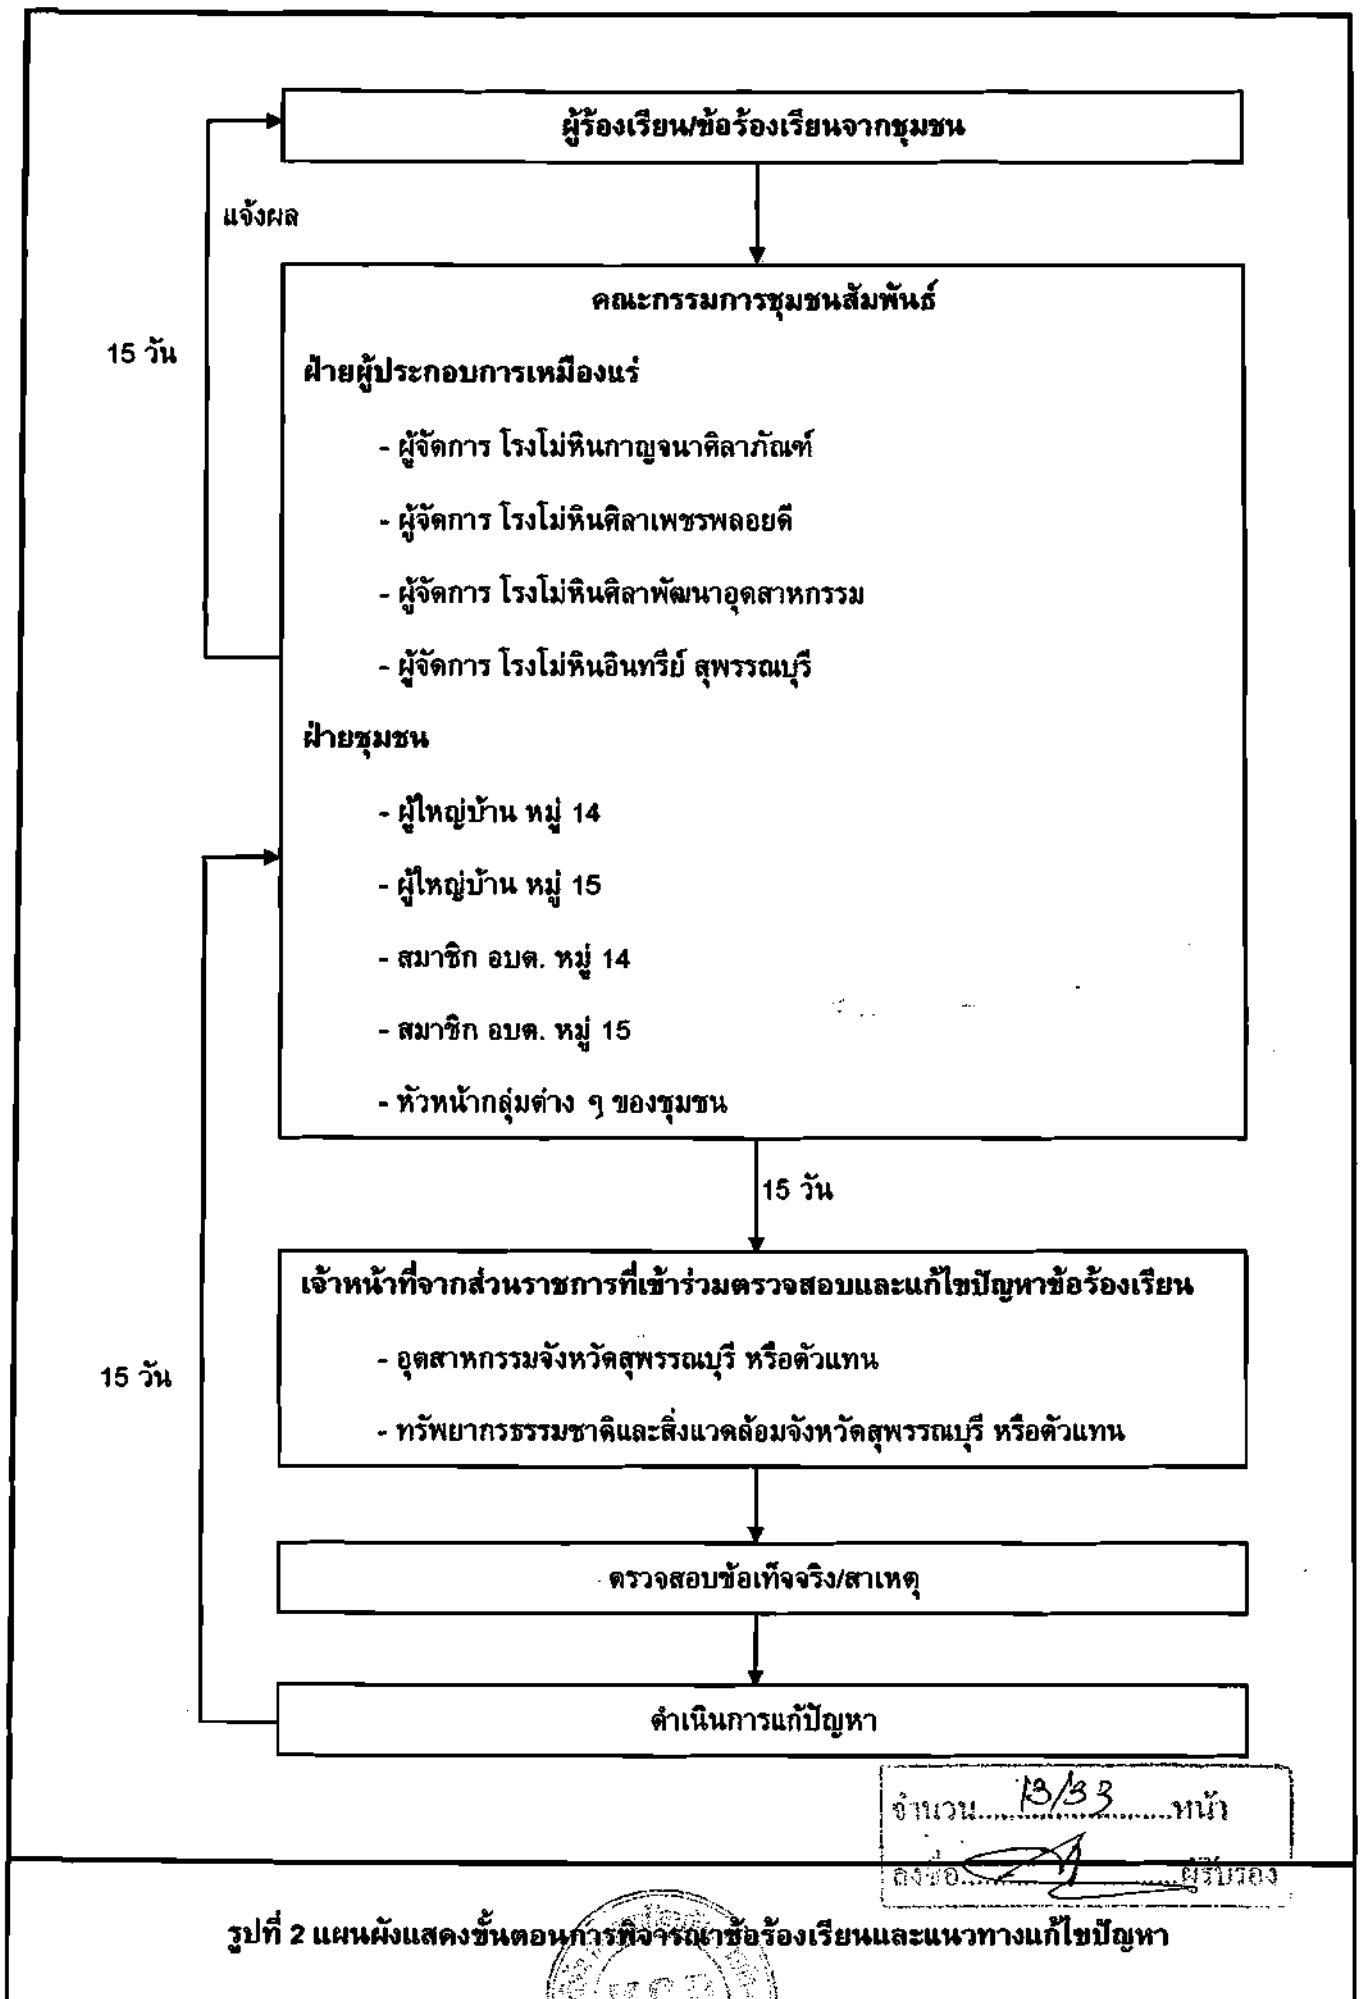 ผู้ร้องเรียน/ข้อร้องเรียนจากชุมชน
แจ้งผล
คณะกรรมการชุมชนสัมพันธ์
15 วัน
ฝ่ายผู้ประกอบการเหมืองแร่
- ผู้จัดการ โรงโม่หินกาญจนาศิลาภัณฑ์
- ผู้จัดการ โรงโม่หินศิลาเพชรพลอยดี
- ผู้จัดการ โรงโม่หินศิลาพัฒนาอุตสาหกรรม
- ผู้จัดการ โรงโม่หินอินทรีย์ สุพรรณบุรี
ฝ่ายชุมชน
- ผู้ใหญ่บ้าน หมู่ 14
- ผู้ใหญ่บ้าน หมู่ 15
- สมาชิก อบต. หมู่ 14
- สมาชิก อบต. หมู่ 15
- หัวหน้ากลุ่มต่าง ๆ ของชุมชน
15 วัน
เจ้าหน้าที่จากส่วนราชการที่เข้าร่วมตรวจสอบและแก้ไขปัญหาข้อร้องเรียน
- อุตสาหกรรมจังหวัดสุพรรณบุรี หรือตัวแทน
15 วัน
- ทรัพยากรธรรมชาติและสิ่งแวดล้อมจังหวัดสุพรรณบุรี หรือตัวแทน
ตรวจสอบข้อเท็จจริง/สาเหตุ
ดำเนินการแก้ปัญหา
จำนวน.....13/33.....หน้า
ลงชื่อ..........ผู้รับรอง
รูปที่ 2 แผนผังแสดงขั้นตอนการพิจารณาข้อร้องเรียนและแนวทางแก้ไขปัญหา